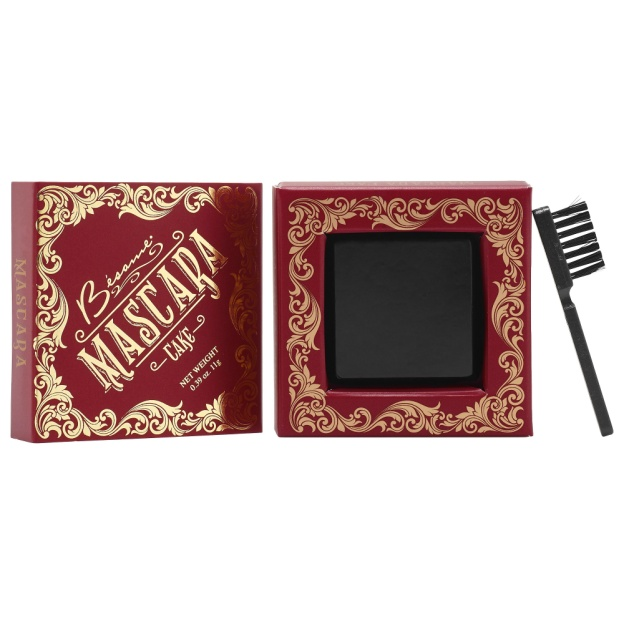 MASCARA
Bésame.
MASCARA
CAKE
NET WEIGHT
0.39 oz. 11g